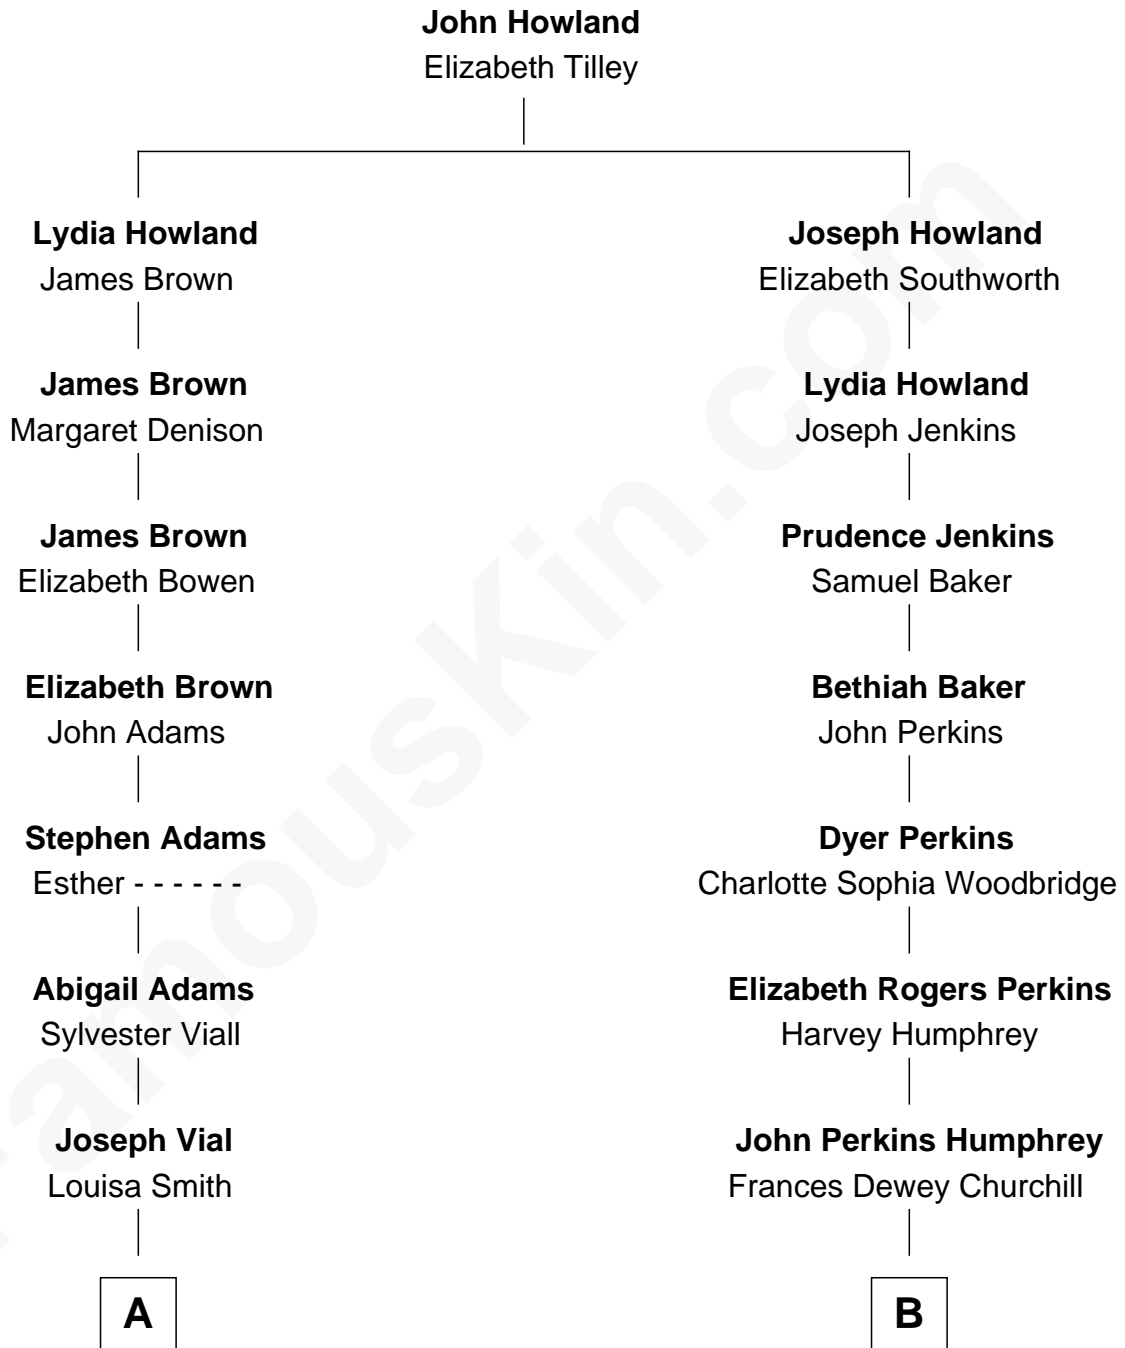 John Howland
Elizabeth Tilley
Lydia Howland
James Brown
James Brown
Margaret Denison
James Brown
Elizabeth Bowen
Elizabeth Brown
John Adams
Stephen Adams
Esther - - - - - -
Abigail Adams
Sylvester Viall
Joseph Vial
Louisa Smith
A
Joseph Howland
Elizabeth Southworth
Lydia Howland
Joseph Jenkins
Prudence Jenkins
Samuel Baker
Bethiah Baker
John Perkins
Dyer Perkins
Charlotte Sophia Woodbridge
Elizabeth Rogers Perkins
Harvey Humphrey
John Perkins Humphrey
Frances Dewey Churchill
B
FamousKin.com